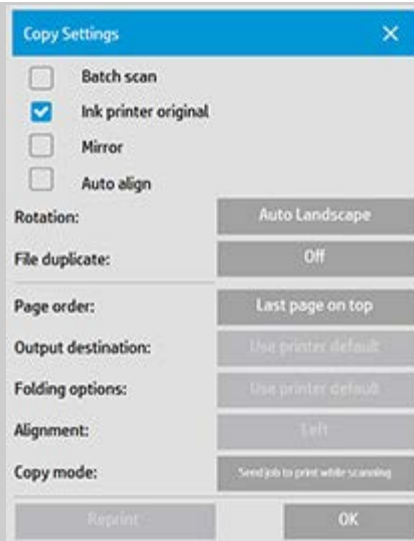 Copy Settings
Batch scan
Ink printer original
Mirror
Auto align
Rotation: Auto Landscape
File duplicate: Off
Page order: Last page on top
Output destination: Use printer default
Folding options: Use printer default
Alignment: Left
Copy mode: Send job to print while scanning
Reprint OK